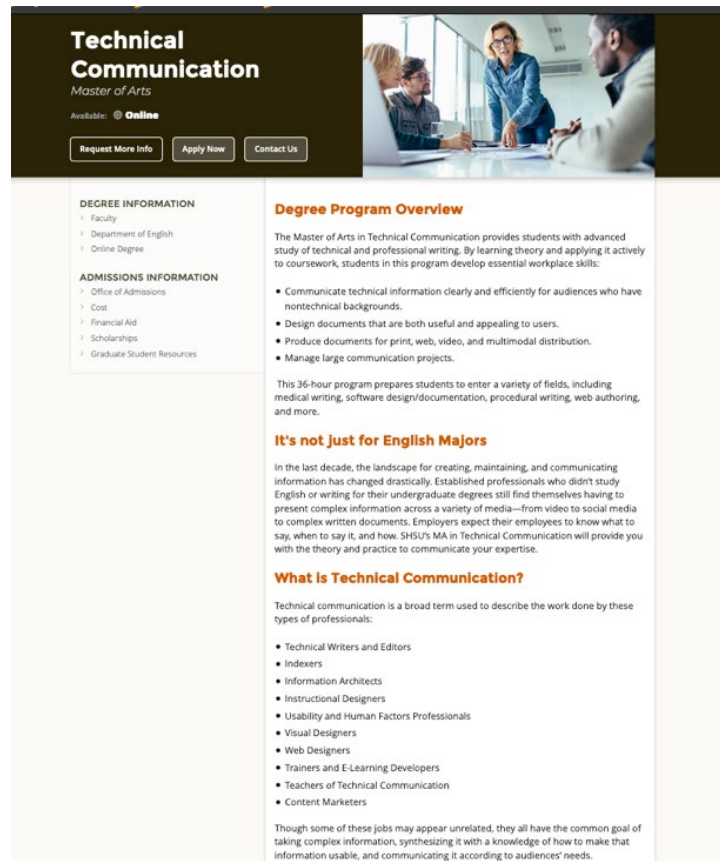 Technical
Communication
Master of Arts
Available: Online
Request More Info
Apply Now
Contact Us
DEGREE INFORMATION
Faculty
Department of English
Online Degree
ADMISSIONS INFORMATION
Office of Admissions
Cost
Financial Aid
Scholarships
Graduate Student Resources
Degree Program Overview
The Master of Arts in Technical Communication provides students with advanced
study of technical and professional writing. By learning theory and applying it actively
to coursework, students in this program develop essential workplace skills:
• Communicate technical information clearly and efficiently for audiences who have
nontechnical backgrounds.
• Design documents that are both useful and appealing to users.
• Produce documents for print, web, video, and multimodal distribution.
• Manage large communication projects.
This 36-hour program prepares students to enter a variety of fields, including
medical writing, software design/documentation, procedural writing, web authoring,
and more.
It's not just for English Majors
In the last decade, the landscape for creating, maintaining, and communicating
information has changed drastically. Established professionals who didn't study
English or writing for their undergraduate degrees still find themselves having to
present complex information across a variety of media—from video to social media
to complex written documents. Employers expect their employees to know what to
say, when to say it, and how. SHSU's MA in Technical Communication will provide you
with the theory and practice to communicate your expertise.
What is Technical Communication?
Technical communication is a broad term used to describe the work done by these
types of professionals:
• Technical Writers and Editors
• Indexers
• Information Architects
• Instructional Designers
• Usability and Human Factors Professionals
• Visual Designers
• Web Designers
• Trainers and E-Learning Developers
• Teachers of Technical Communication
• Content Marketers
Though some of these jobs may appear unrelated, they all have the common goal of
taking complex information, synthesizing it with a knowledge of how to make that
information usable, and communicating it according to audiences' needs.